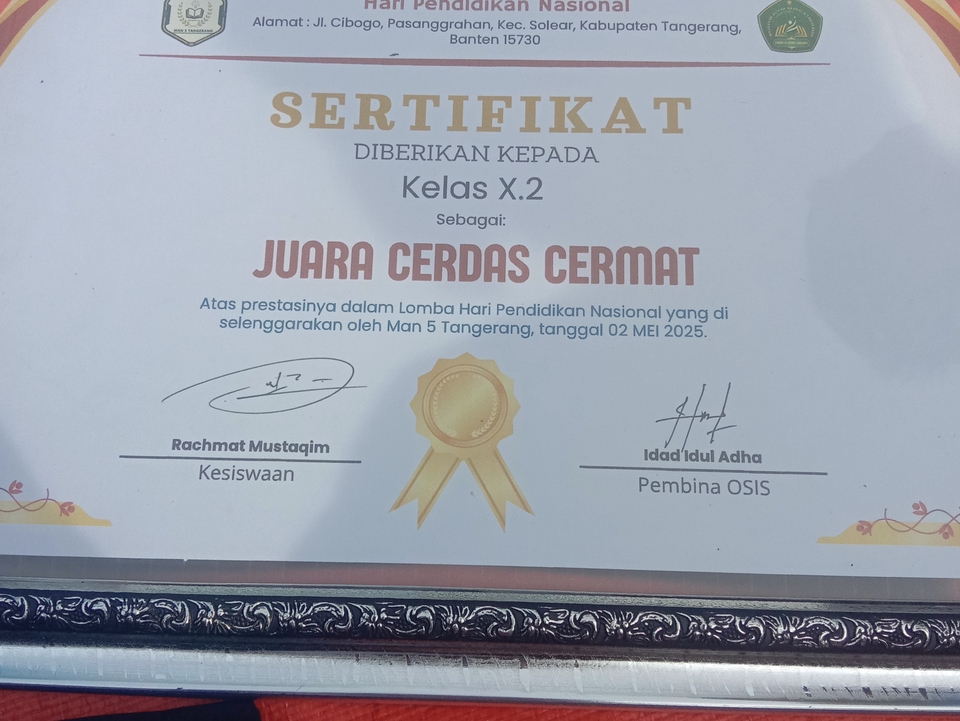 Hari Pendidikan Nasional
Alamat : Jl. Cibogo, Pasanggrahan, Kec. Solear, Kabupaten Tangerang,
Banten 15730
SERTIFIKAT
DIBERIKAN KEPADA
Kelas X.2
Sebagai:
JUARA CERDAS CERMAT
Atas prestasinya dalam Lomba Hari Pendidikan Nasional yang di
selenggarakan oleh Man 5 Tangerang, tanggal 02 MEI 2025.
Rachmat Mustaqim
Kesiswaan
Idad Idul Adha
Pembina OSIS